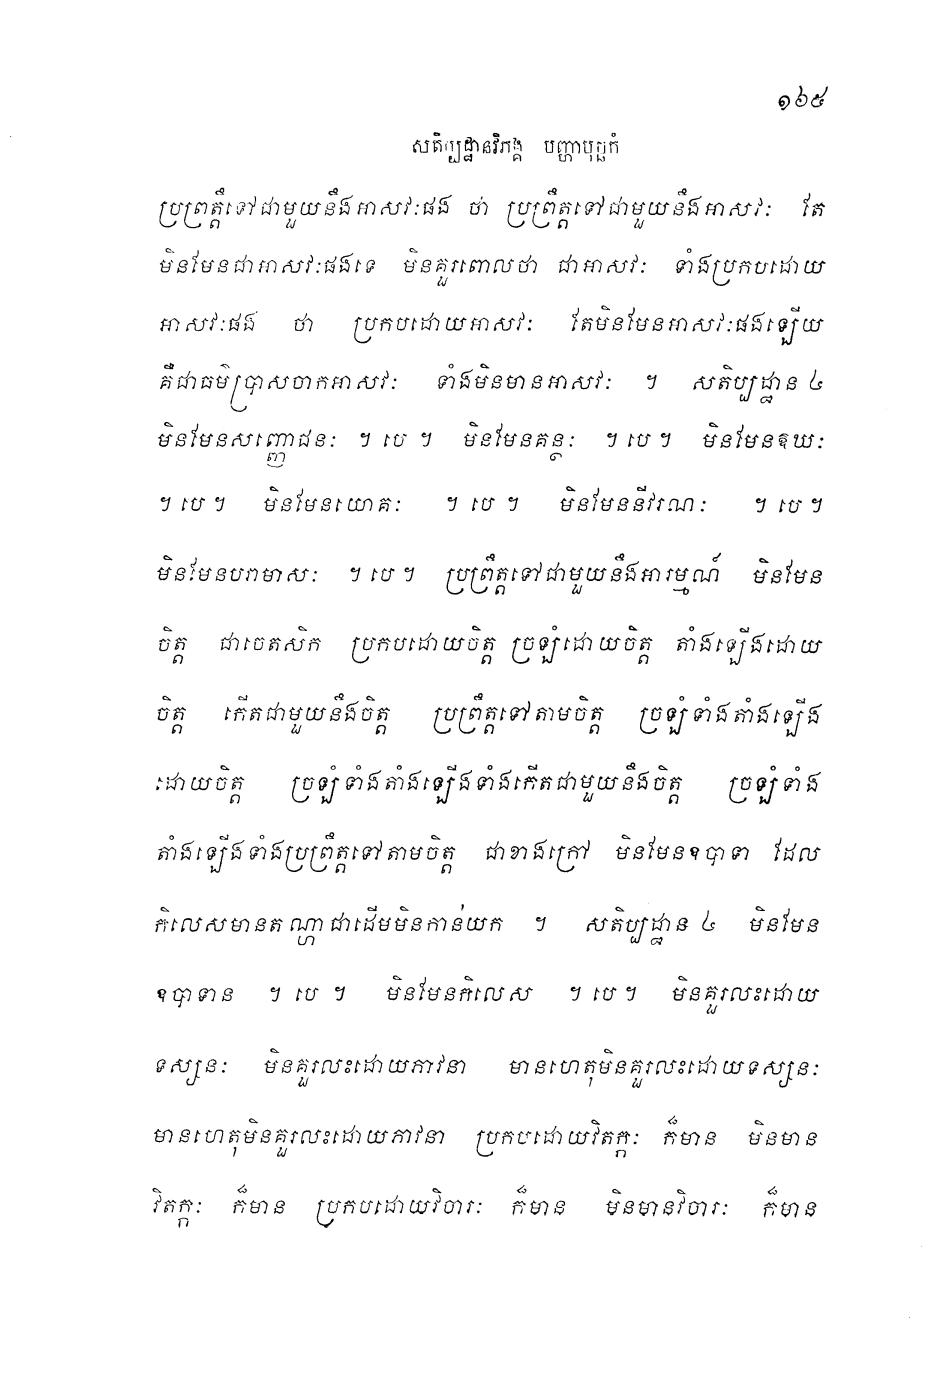 ១៦៥
សតិប្បដ្ឋានវិភង្គ បញ្ហាបុច្ឆកំ
ប្រព្រឹត្តទៅជាមួយនឹងអាសវៈផង ថា ប្រព្រឹត្តទៅជាមួយនឹងអាសវៈ តែ
មិនមែនជាអាសវៈផងទេ មិនគួរពោលថា ជាអាសវៈ ទាំងប្រកបដោយ
អាសវៈផង ថា ប្រកបដោយអាសវៈ តែមិនមែនអាសវៈផងឡើយ
គឺជាធម៌ប្រាសចាកអាសវៈ ទាំងមិនមានអាសវៈ ។ សតិប្បដ្ឋាន ៤
មិនមែនសញ្ញោជនៈ ។ បេ ។ មិនមែនគន្ថៈ ។ បេ ។ មិនមែនឱឃៈ
។ បេ ។ មិនមែនយោគៈ ។ បេ ។ មិនមែននីវរណៈ ។ បេ ។
មិនមែនបរាមាសៈ ។ បេ ។ ប្រព្រឹត្តទៅជាមួយនឹងអារម្មណ៍ មិនមែន
ចិត្ត ជាចេតសិក ប្រកបដោយចិត្ត ច្រឡំដោយចិត្ត តាំងឡើងដោយ
ចិត្ត កើតជាមួយនឹងចិត្ត ប្រព្រឹត្តទៅតាមចិត្ត ច្រឡំទាំងតាំងឡើង
ដោយចិត្ត ច្រឡំទាំងតាំងឡើងទាំងកើតជាមួយនឹងចិត្ត ច្រឡំទាំង
តាំងឡើងទាំងប្រព្រឹត្តទៅតាមចិត្ត ជាខាងក្រៅ មិនមែនឧបាទា ដែល
កិលេសមានតណ្ហាជាដើមមិនកាន់យក ។ សតិប្បដ្ឋាន ៤ មិនមែន
ឧបាទាន ។ បេ ។ មិនមែនកិលេស ។ បេ ។ មិនគួរលះដោយ
ទស្សនៈ មិនគួរលះដោយភាវនា មានហេតុមិនគួរលះដោយទស្សនៈ
មានហេតុមិនគួរលះដោយភាវនា ប្រកបដោយវិតក្កៈ ក៏មាន មិនមាន
វិតក្កៈ ក៏មាន ប្រកបដោយវិចារៈ ក៏មាន មិនមានវិចារៈ ក៏មាន